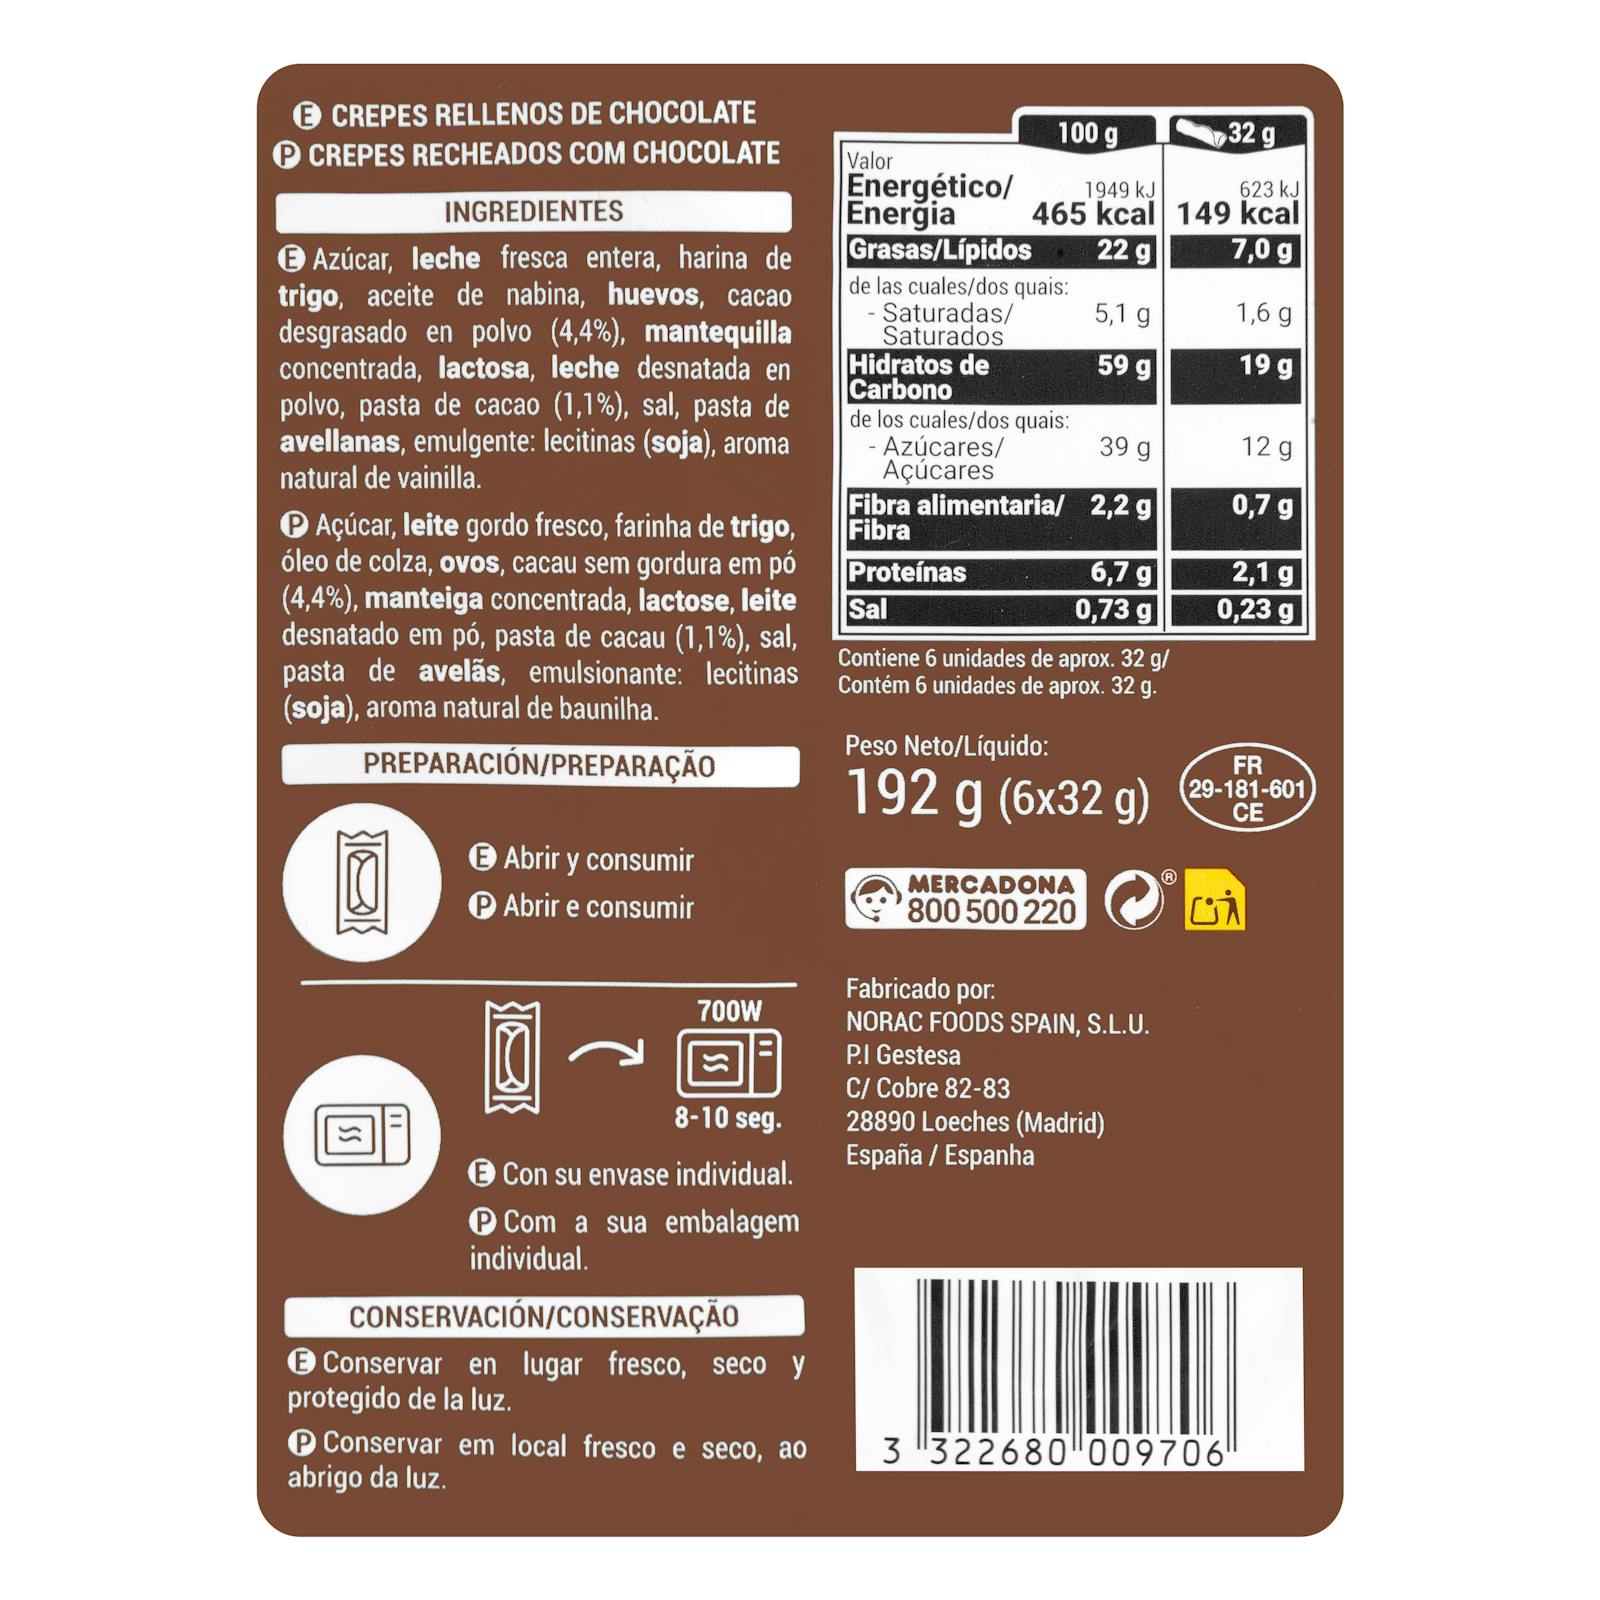 E CREPES RELLENOS DE CHOCOLATE
P CREPES RECHEADOS COM CHOCOLATE
INGREDIENTES
E Azúcar, leche fresca entera, harina de
trigo, aceite de nabina, huevos, cacao
desgrasado en polvo (4,4%), mantequilla
concentrada, lactosa, leche desnatada en
polvo, pasta de cacao (1,1%), sal, pasta de
avellanas, emulgente: lecitinas (soja), aroma
natural de vainilla.
P Açúcar, leite gordo fresco, farinha de trigo,
óleo de colza, ovos, cacau sem gordura em pó
(4,4%), manteiga concentrada, lactose, leite
desnatado em pó, pasta de cacau (1,1%), sal,
pasta de avelãs, emulsionante: lecitinas
(soja), aroma natural de baunilha.
PREPARACIÓN/PREPARAÇÃO
E Abrir y consumir
P Abrir e consumir
700W
8-10 seg.
E Con su envase individual.
P Com a sua embalagem
individual.
CONSERVACIÓN/CONSERVAÇÃO
E Conservar en lugar fresco, seco y
protegido de la luz.
P Conservar em local fresco e seco, ao
abrigo da luz.
100 g 32 g
Valor
Energético/ 1949 kJ 623 kJ
Energia 465 kcal 149 kcal
Grasas/Lípidos 22 g 7,0 g
de las cuales/dos quais:
- Saturadas/ 5,1 g 1,6 g
Saturados
Hidratos de 59 g 19 g
Carbono
de los cuales/dos quais:
- Azúcares/ 39 g 12 g
Açúcares
Fibra alimentaria/ 2,2 g 0,7 g
Fibra
Proteínas 6,7 g 2,1 g
Sal 0,73 g 0,23 g
Contiene 6 unidades de aprox. 32 g/
Contém 6 unidades de aprox. 32 g.
Peso Neto/Líquido:
192 g (6x32 g)
FR
29-181-601
CE
MERCADONA
800 500 220
®
Fabricado por:
NORAC FOODS SPAIN, S.L.U.
P.I Gestesa
C/ Cobre 82-83
28890 Loeches (Madrid)
España / Espanha
3 322680 009706